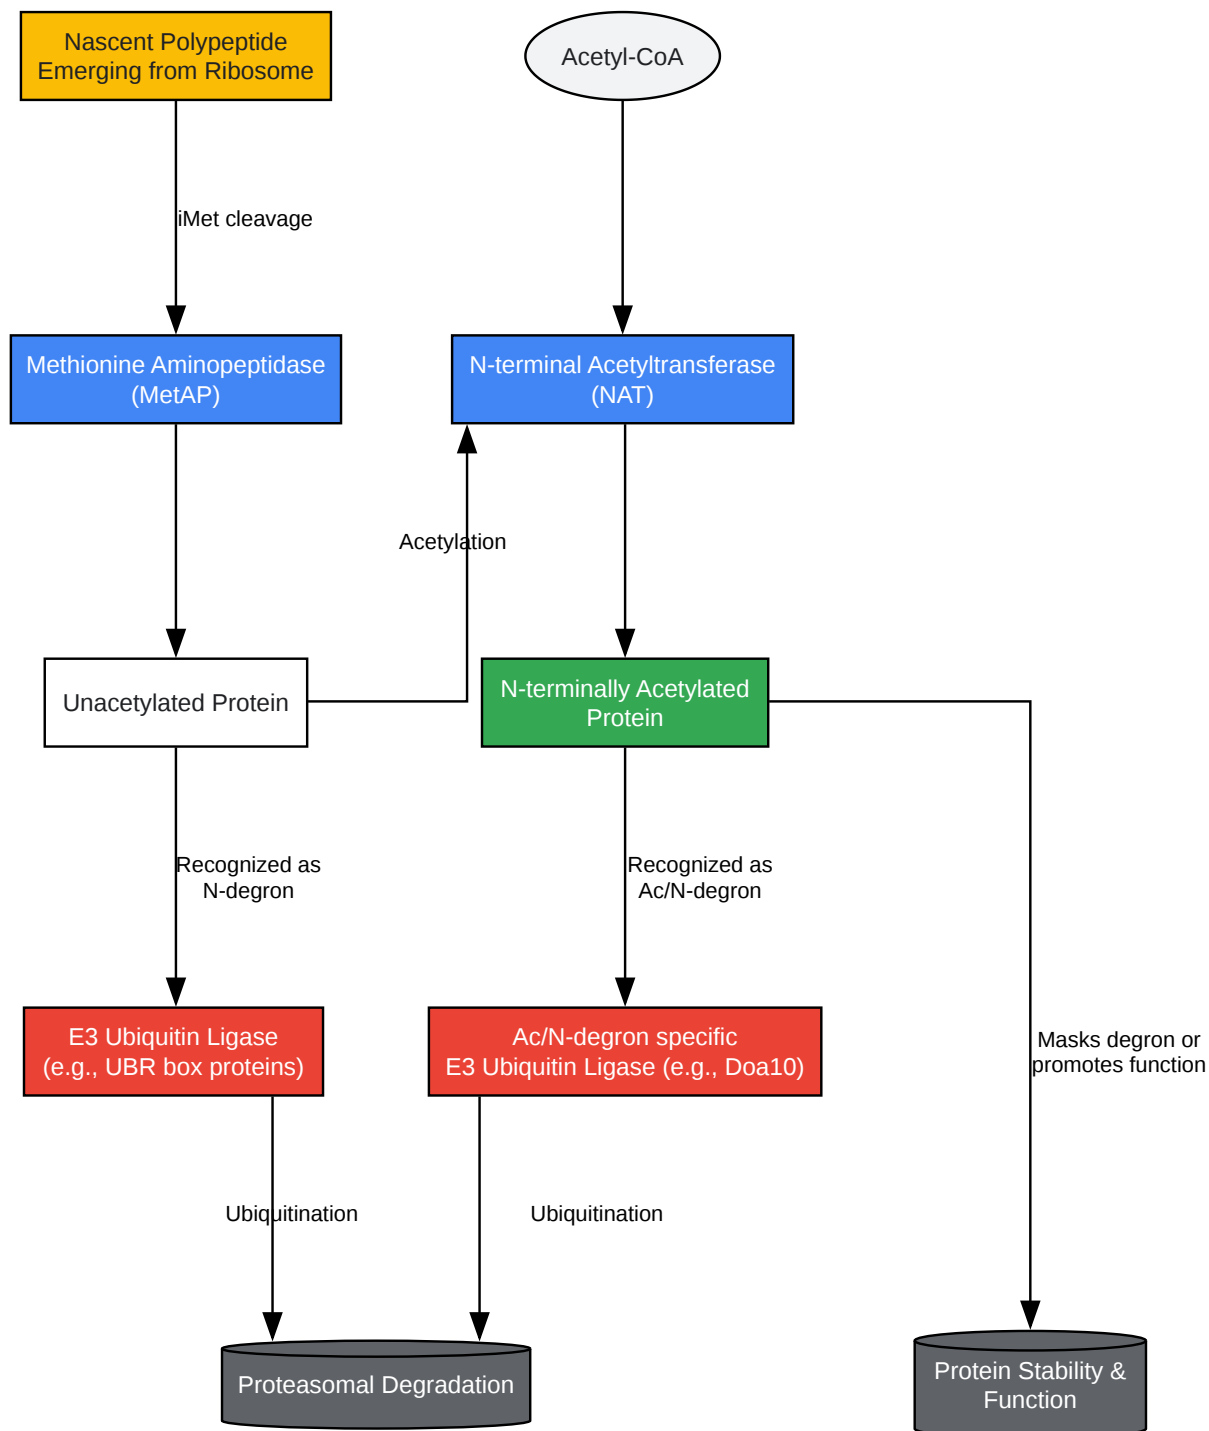 Nascent Polypeptide
Emerging from Ribosome
Acetyl-CoA
iMet cleavage
Methionine Aminopeptidase
(MetAP)
N-terminal Acetyltransferase
(NAT)
Acetylation
Unacetylated Protein
N-terminally Acetylated
Protein
Recognized as
N-degron
Recognized as
Ac/N-degron
E3 Ubiquitin Ligase
(e.g., UBR box proteins)
Ac/N-degron specific
E3 Ubiquitin Ligase (e.g., Doa10)
Masks degron or
promotes function
Ubiquitination
Ubiquitination
Proteasomal Degradation
Protein Stability &
Function